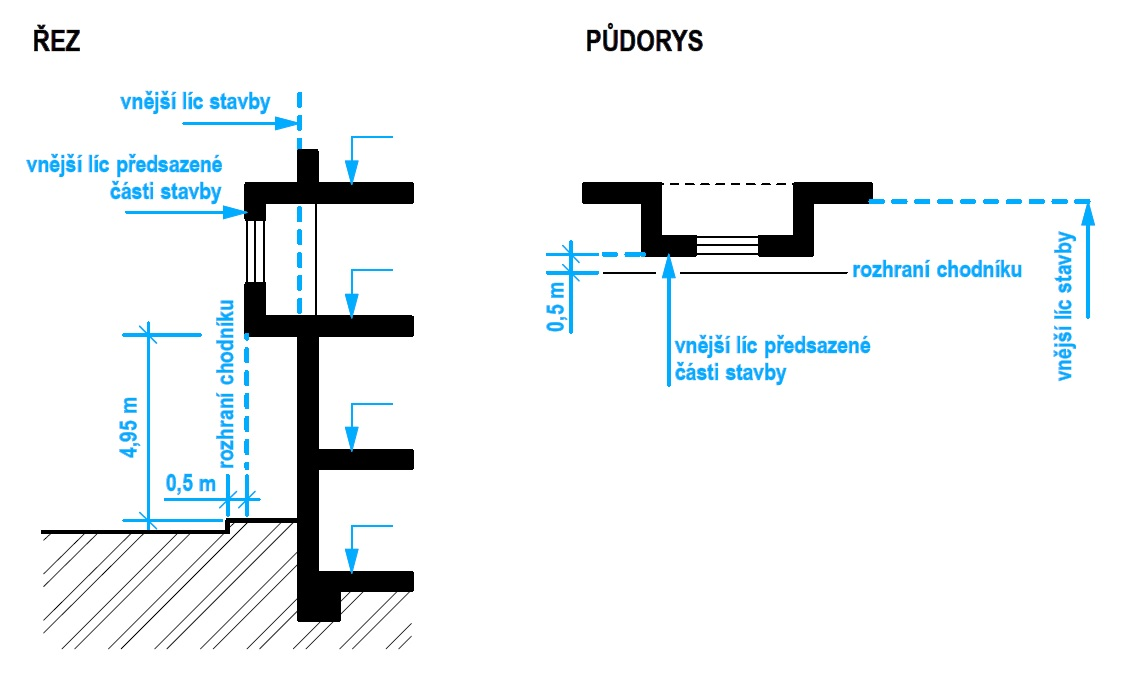 ŘEZ
vnější líc stavby
vnější líc předsazené
části stavby
rozhraní chodníku
4,95 m
0,5 m
PŮDORYS
0,5 m
rozhraní chodníku
vnější líc předsazené
části stavby
vnější líc stavby